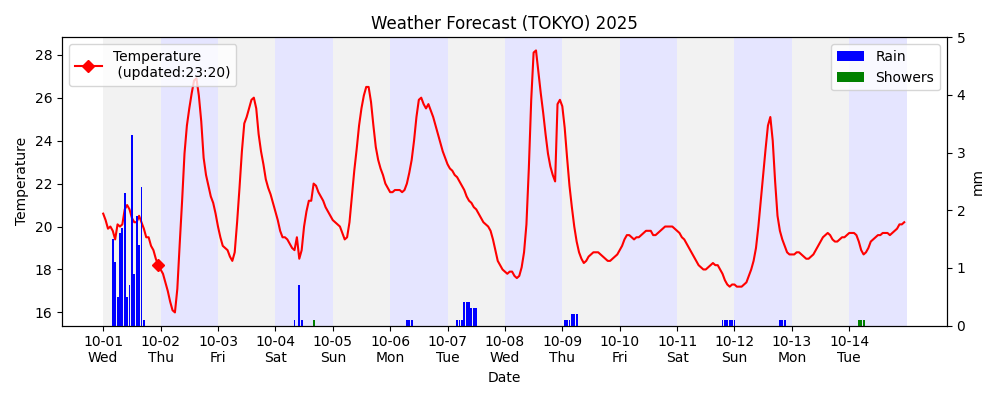 Weather Forecast (TOKYO) 2025
Temperature
(updated:23:20)
Rain
Showers
Temperature
28
26
24
22
20
18
16
5
4
3
2
1
0
mm
10-01 10-02 10-03 10-04 10-05 10-06 10-07 10-08 10-09 10-10 10-11 10-12 10-13 10-14
Wed Thu Fri Sat Sun Mon Tue Wed Thu Fri Sat Sun Mon Tue
Date